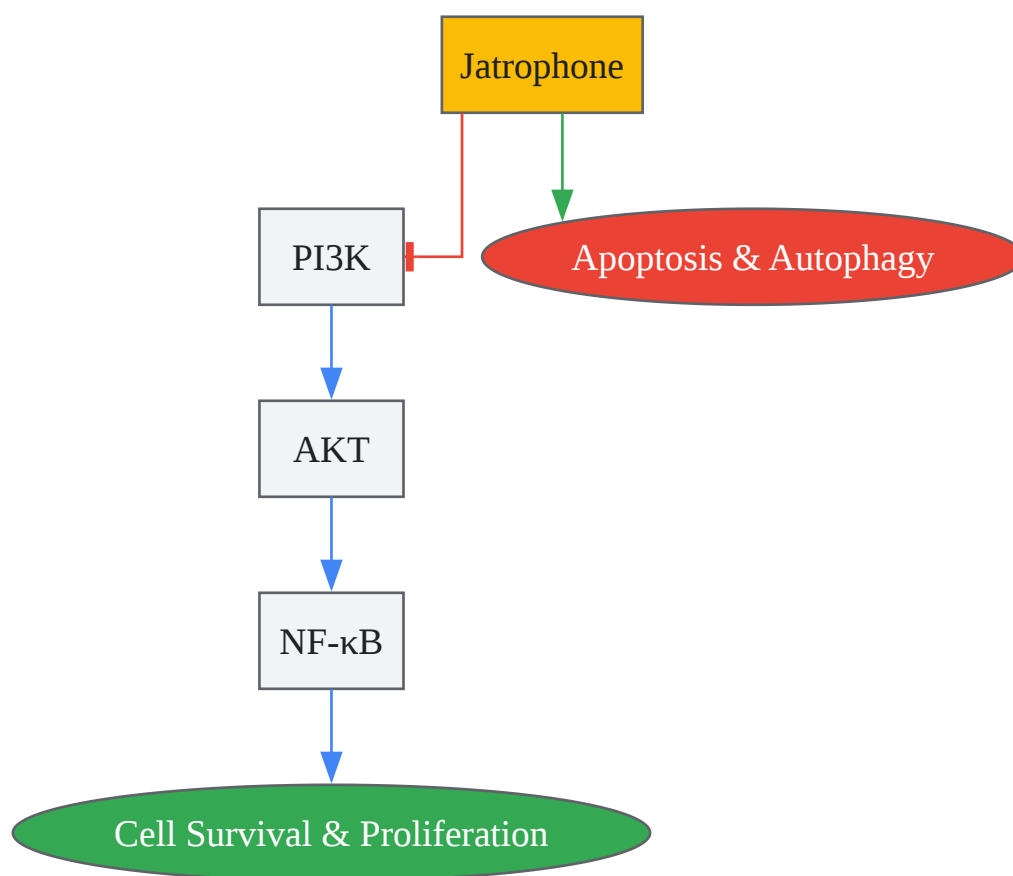 Jatrophone
PI3K
Apoptosis & Autophagy
AKT
NF-κB
Cell Survival & Proliferation